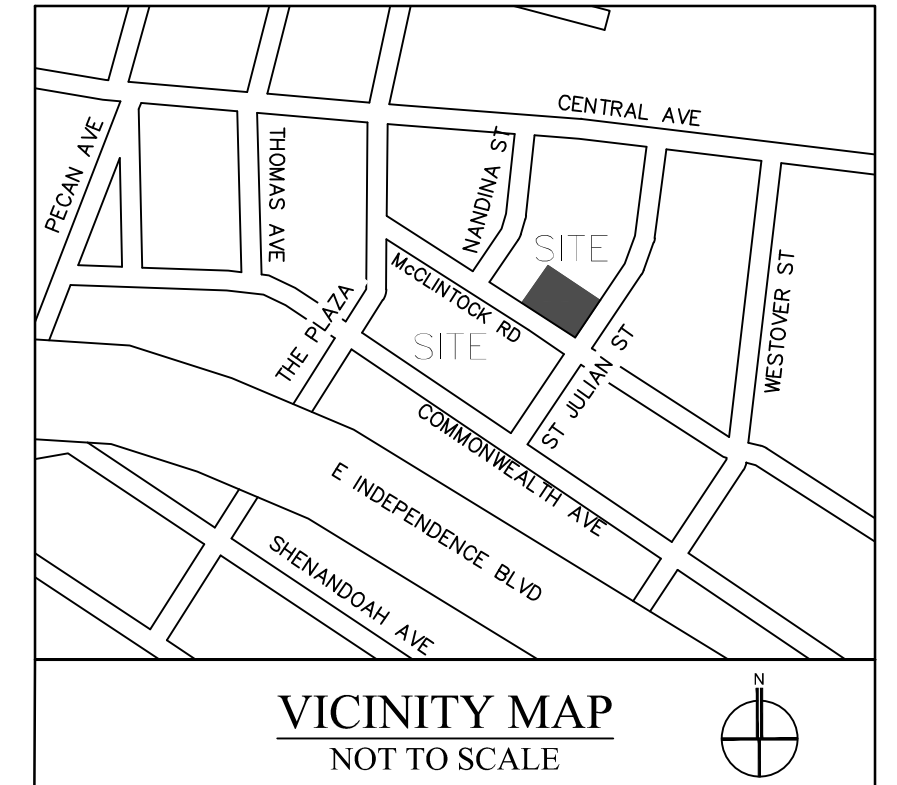 CENTRAL AVE
PECAN AVE
THOMAS AVE
NANDINA ST
SITE
McCLINTOCK RD
WESTOVER ST
THE PLAZA
SITE
ST JULIAN ST
COMMONWEALTH AVE
E INDEPENDENCE BLVD
SHENANDOAH AVE
VICINITY MAP
N
NOT TO SCALE